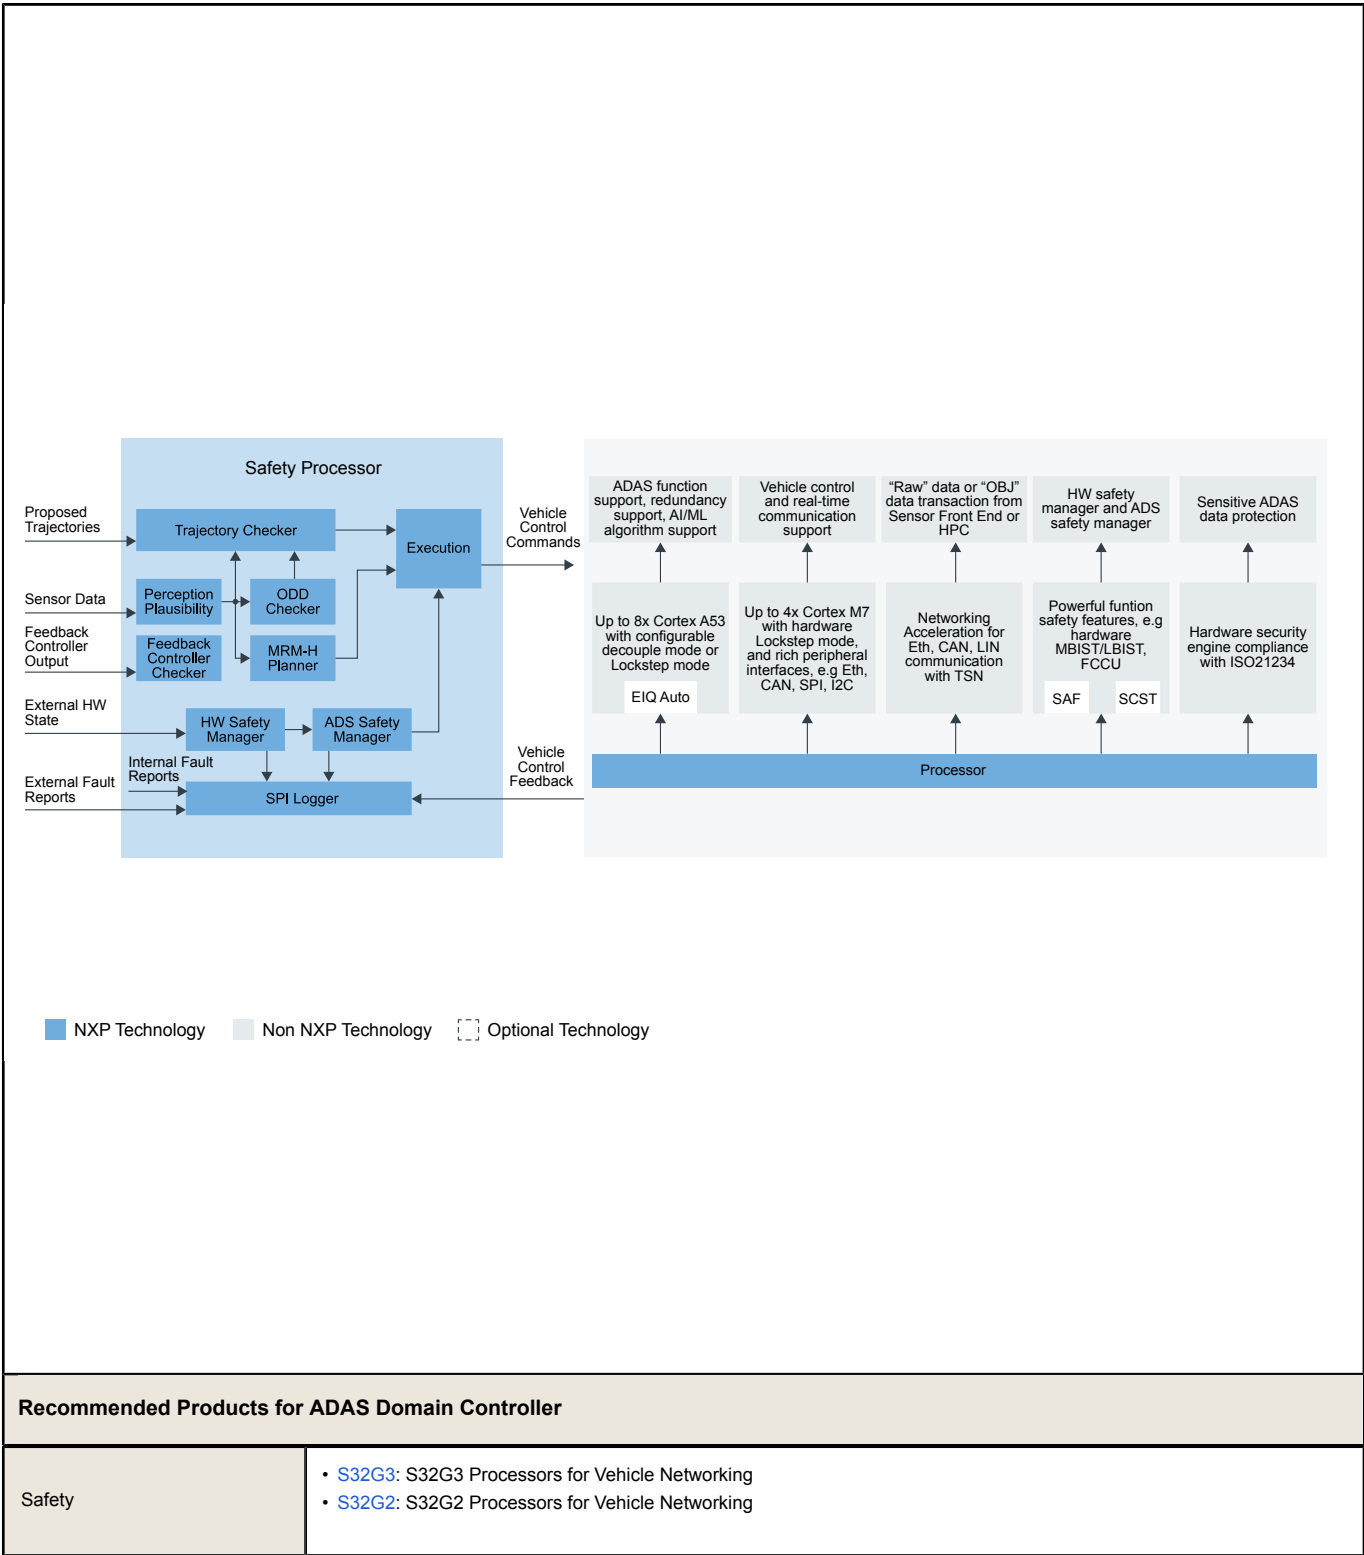 Safety Processor
Proposed
Trajectories
Trajectory Checker
Execution
Vehicle
Control
Commands
Sensor Data
Perception
Plausibility
ODD
Checker
Feedback
Controller
Output
Feedback
Controller
Checker
MRM-H
Planner
External HW
State
HW Safety
Manager
ADS Safety
Manager
Internal Fault
Reports
External Fault
Reports
SPI Logger
Vehicle
Control
Feedback
ADAS function
support, redundancy
support, AI/ML
algorithm support
Vehicle control
and real-time
communication
support
“Raw” data or “OBJ”
data transaction from
Sensor Front End or
HPC
HW safety
manager and ADS
safety manager
Sensitive ADAS
data protection
Up to 8x Cortex A53
with configurable
decouple mode or
Lockstep mode
EIQ Auto
Up to 4x Cortex M7
with hardware
Lockstep mode,
and rich peripheral
interfaces, e.g Eth,
CAN, SPI, I2C
Networking
Acceleration for
Eth, CAN, LIN
communication
with TSN
Powerful funtion
safety features, e.g
hardware
MBIST/LBIST,
FCCU
SAF
SCST
Hardware security
engine compliance
with ISO21234
Processor
NXP Technology
Non NXP Technology
Optional Technology
Recommended Products for ADAS Domain Controller
Safety
• S32G3: S32G3 Processors for Vehicle Networking
• S32G2: S32G2 Processors for Vehicle Networking